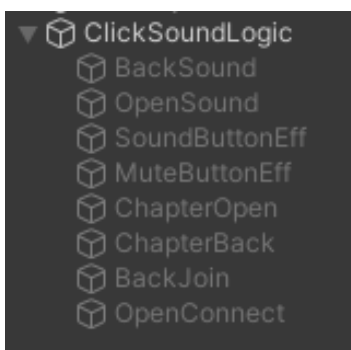 ClickSoundLogic
BackSound
OpenSound
SoundButtonEff
MuteButtonEff
ChapterOpen
ChapterBack
BackJoin
OpenConnect